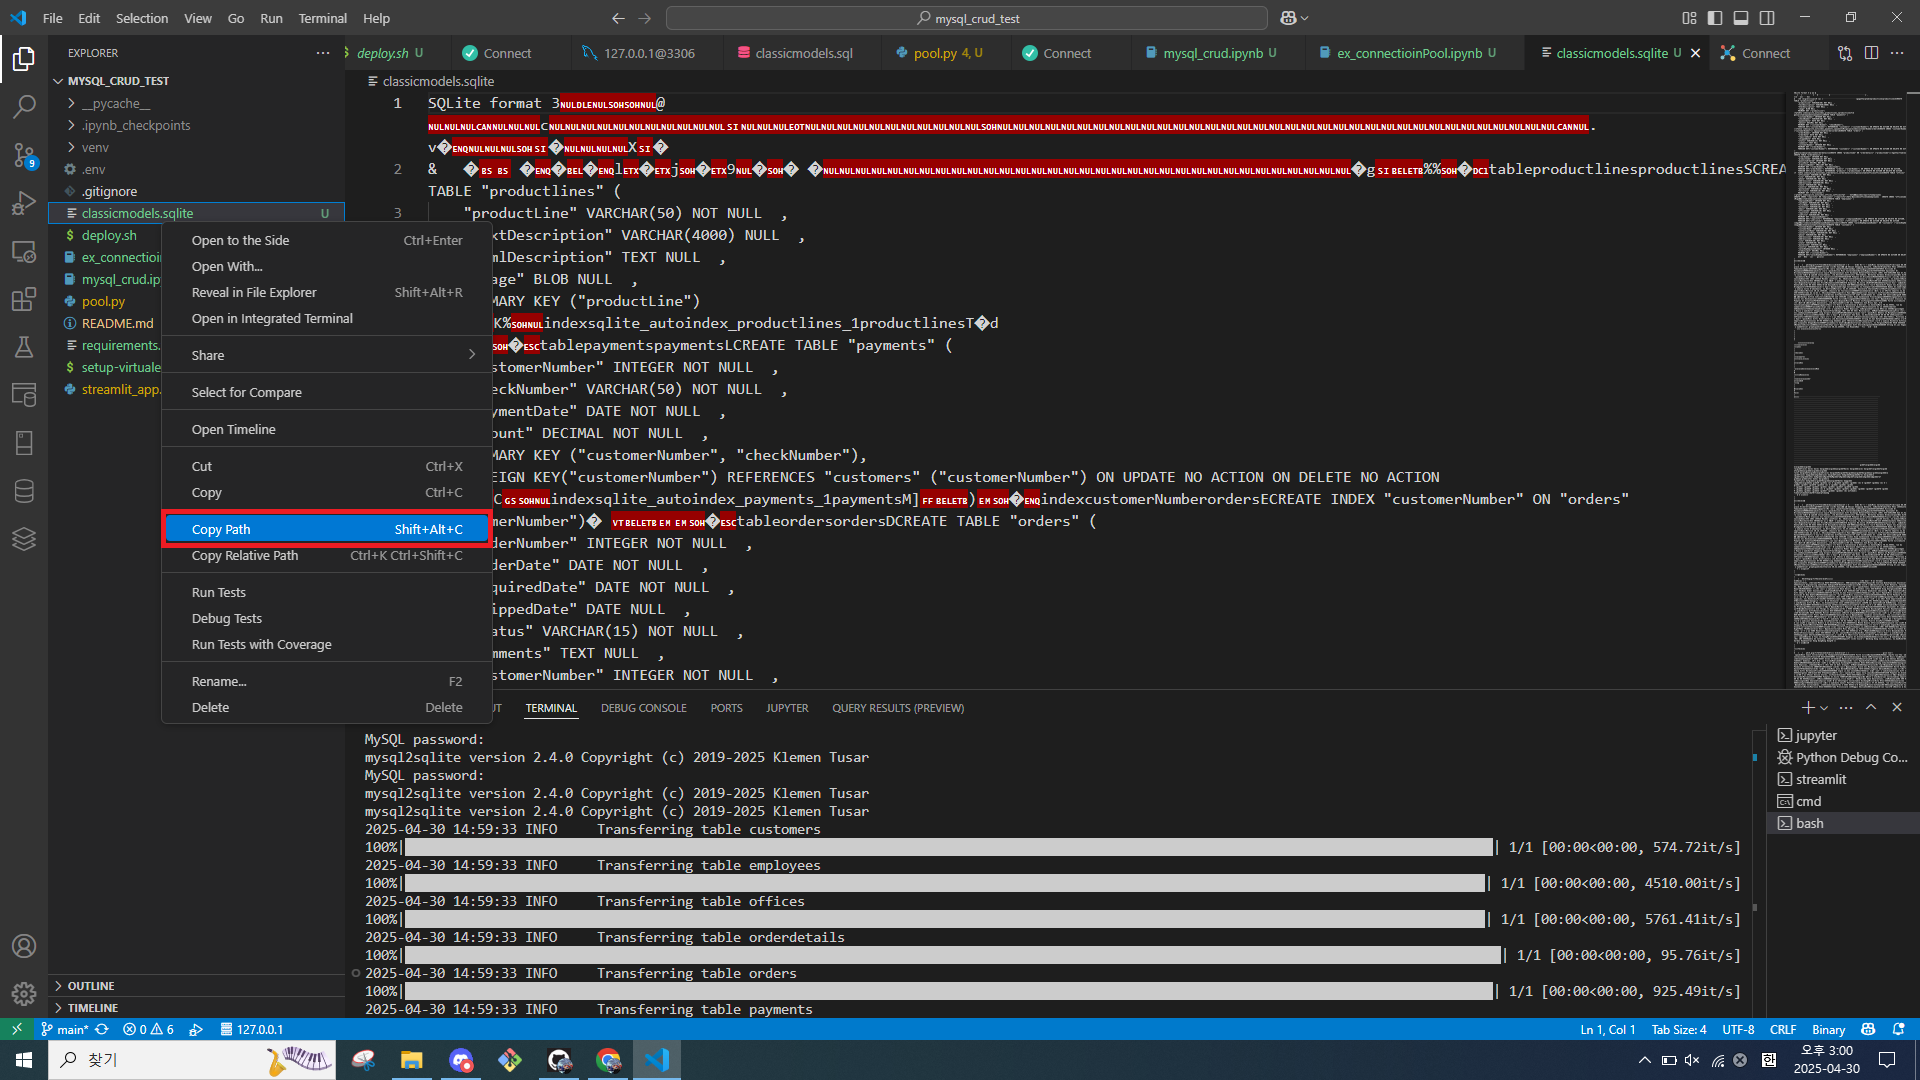 File Edit Selection View Go Run Terminal Help
mysql_crud_test
EXPLORER
MYSQL_CRUD_TEST
__pycache__
.ipynb_checkpoints
venv
.env
.gitignore
classicmodels.sqlite U
deploy.sh
ex_connectioi
mysql_crud.ip
pool.py
README.md
requirements.
setup-virtuale
streamlit_app.
OUTLINE
TIMELINE
9
Open to the Side Ctrl+Enter
Open With...
Reveal in File Explorer Shift+Alt+R
Open in Integrated Terminal
Share
Select for Compare
Open Timeline
Cut Ctrl+X
Copy Ctrl+C
Copy Path Shift+Alt+C
Copy Relative Path Ctrl+K Ctrl+Shift+C
Run Tests
Debug Tests
Run Tests with Coverage
Rename... F2
Delete Delete
deploy.sh U Connect 127.0.0.1@3306 classicmodels.sql pool.py 4, U Connect mysql_crud.ipynb U ex_connectioinPool.ipynb U classicmodels.sqlite U Connect
classicmodels.sqlite
1 SQLite format 3NULDLENULSOHSOHNUL@
2
TABLE "productlines" (
3 "productLine" VARCHAR(50) NOT NULL ,
xtDescription" VARCHAR(4000) NULL ,
mlDescription" TEXT NULL ,
age" BLOB NULL ,
MARY KEY ("productLine")
K%SOHNULindexsqlite_autoindex_productlines_1productlinesT�d
SOH�ESCtablepaymentspaymentsLCREATE TABLE "payments" (
stomerNumber" INTEGER NOT NULL ,
eckNumber" VARCHAR(50) NOT NULL ,
ymentDate" DATE NOT NULL ,
ount" DECIMAL NOT NULL ,
MARY KEY ("customerNumber", "checkNumber"),
EIGN KEY("customerNumber") REFERENCES "customers" ("customerNumber") ON UPDATE NO ACTION ON DELETE NO ACTION
CGSSOHNULindexsqlite_autoindex_payments_1paymentsM]FFBELETB)EMSOH�ENQindexcustomerNumberordersECREATE INDEX "customerNumber" ON "orders"
merNumber")� VTBELETBEMEMSOH�ESCtableordersordersDCREATE TABLE "orders" (
derNumber" INTEGER NOT NULL ,
derDate" DATE NOT NULL ,
quiredDate" DATE NOT NULL ,
ippedDate" DATE NULL ,
atus" VARCHAR(15) NOT NULL ,
mments" TEXT NULL ,
stomerNumber" INTEGER NOT NULL ,
UT TERMINAL DEBUG CONSOLE PORTS JUPYTER QUERY RESULTS (PREVIEW)
MySQL password:
mysql2sqlite version 2.4.0 Copyright (c) 2019-2025 Klemen Tusar
MySQL password:
mysql2sqlite version 2.4.0 Copyright (c) 2019-2025 Klemen Tusar
mysql2sqlite version 2.4.0 Copyright (c) 2019-2025 Klemen Tusar
2025-04-30 14:59:33 INFO Transferring table customers
100%| | 1/1 [00:00<00:00, 574.72it/s]
2025-04-30 14:59:33 INFO Transferring table employees
100%| | 1/1 [00:00<00:00, 4510.00it/s]
2025-04-30 14:59:33 INFO Transferring table offices
100%| | 1/1 [00:00<00:00, 5761.41it/s]
2025-04-30 14:59:33 INFO Transferring table orderdetails
100%| | 1/1 [00:00<00:00, 95.76it/s]
2025-04-30 14:59:33 INFO Transferring table orders
100%| | 1/1 [00:00<00:00, 925.49it/s]
2025-04-30 14:59:33 INFO Transferring table payments
jupyter
Python Debug Co...
streamlit
cmd
bash
main* 0 6 127.0.0.1 Ln 1, Col 1 Tab Size: 4 UTF-8 CRLF Binary
찾기
한
오후 3:00
2025-04-30